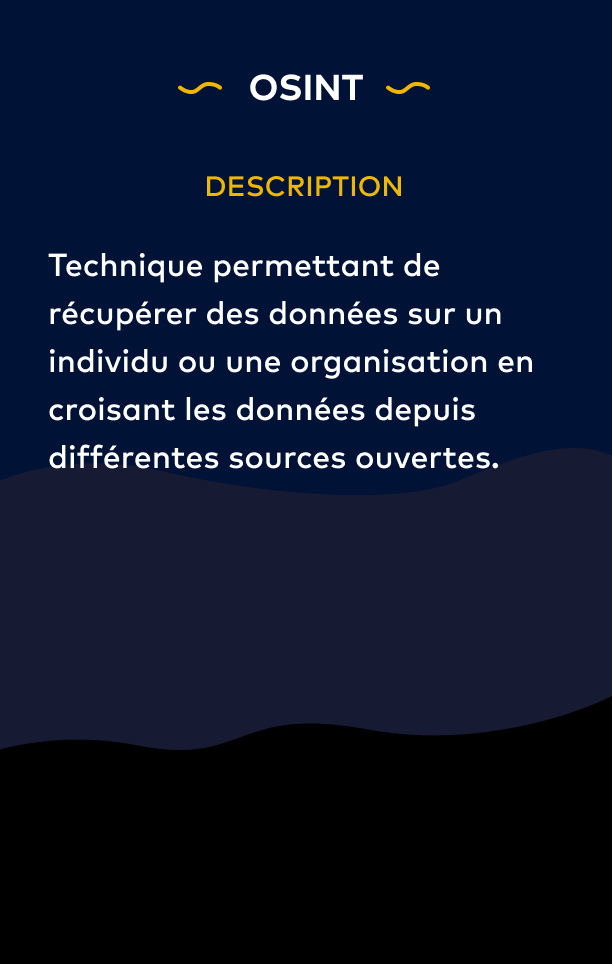 OSINT
DESCRIPTION
Technique permettant de
récupérer des données sur un
individu ou une organisation en
croisant les données depuis
différentes sources ouvertes.